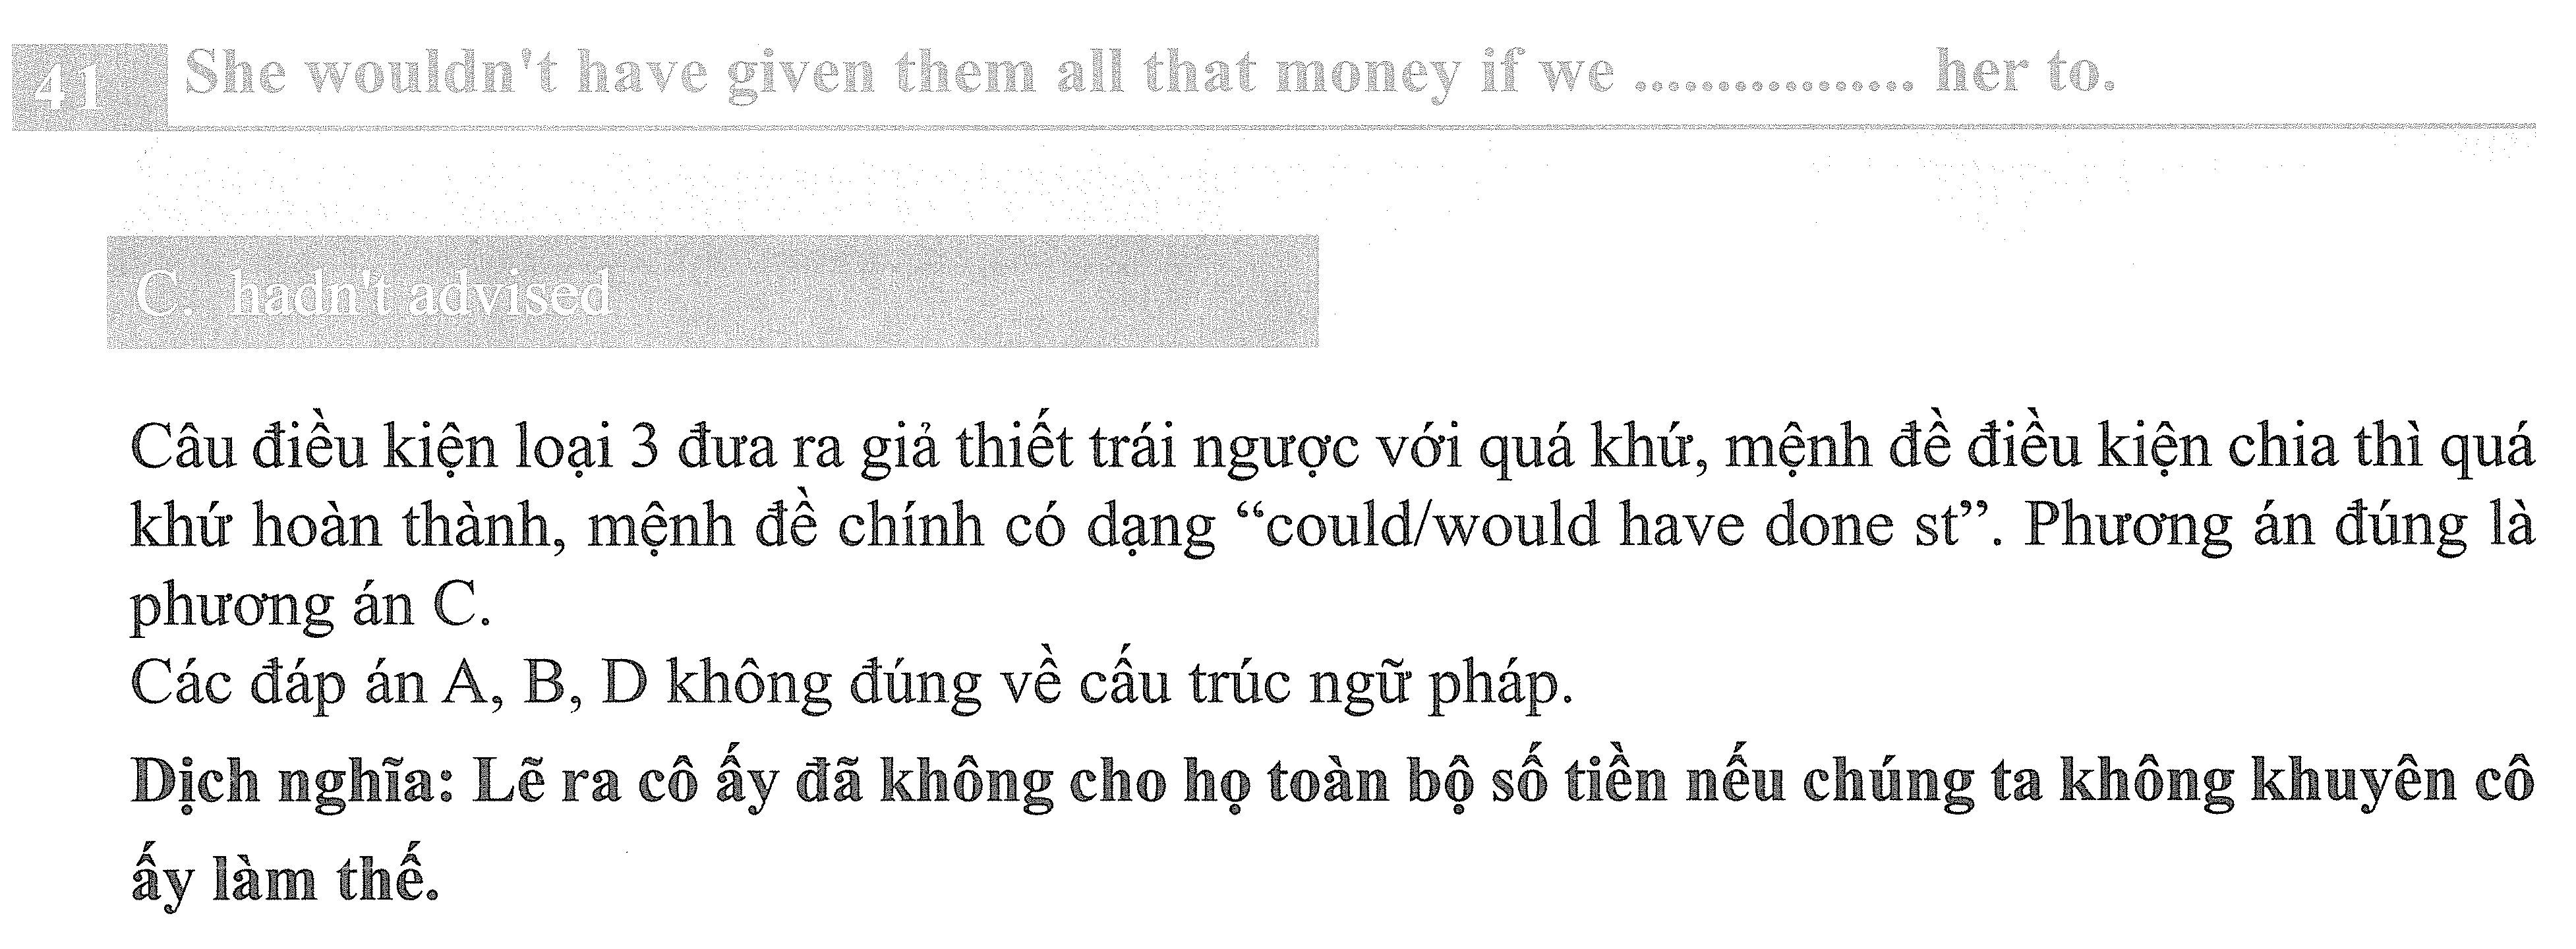 41 She wouldn't have given them all that money if we ................ her to.
C. hadn't advised
Câu điều kiện loại 3 đưa ra giả thiết trái ngược với quá khứ, mệnh đề điều kiện chia thì quá
khứ hoàn thành, mệnh đề chính có dạng “could/would have done st”. Phương án đúng là
phương án C.
Các đáp án A, B, D không đúng về cấu trúc ngữ pháp.
Dịch nghĩa: Lẽ ra cô ấy đã không cho họ toàn bộ số tiền nếu chúng ta không khuyên cô
ấy làm thế.